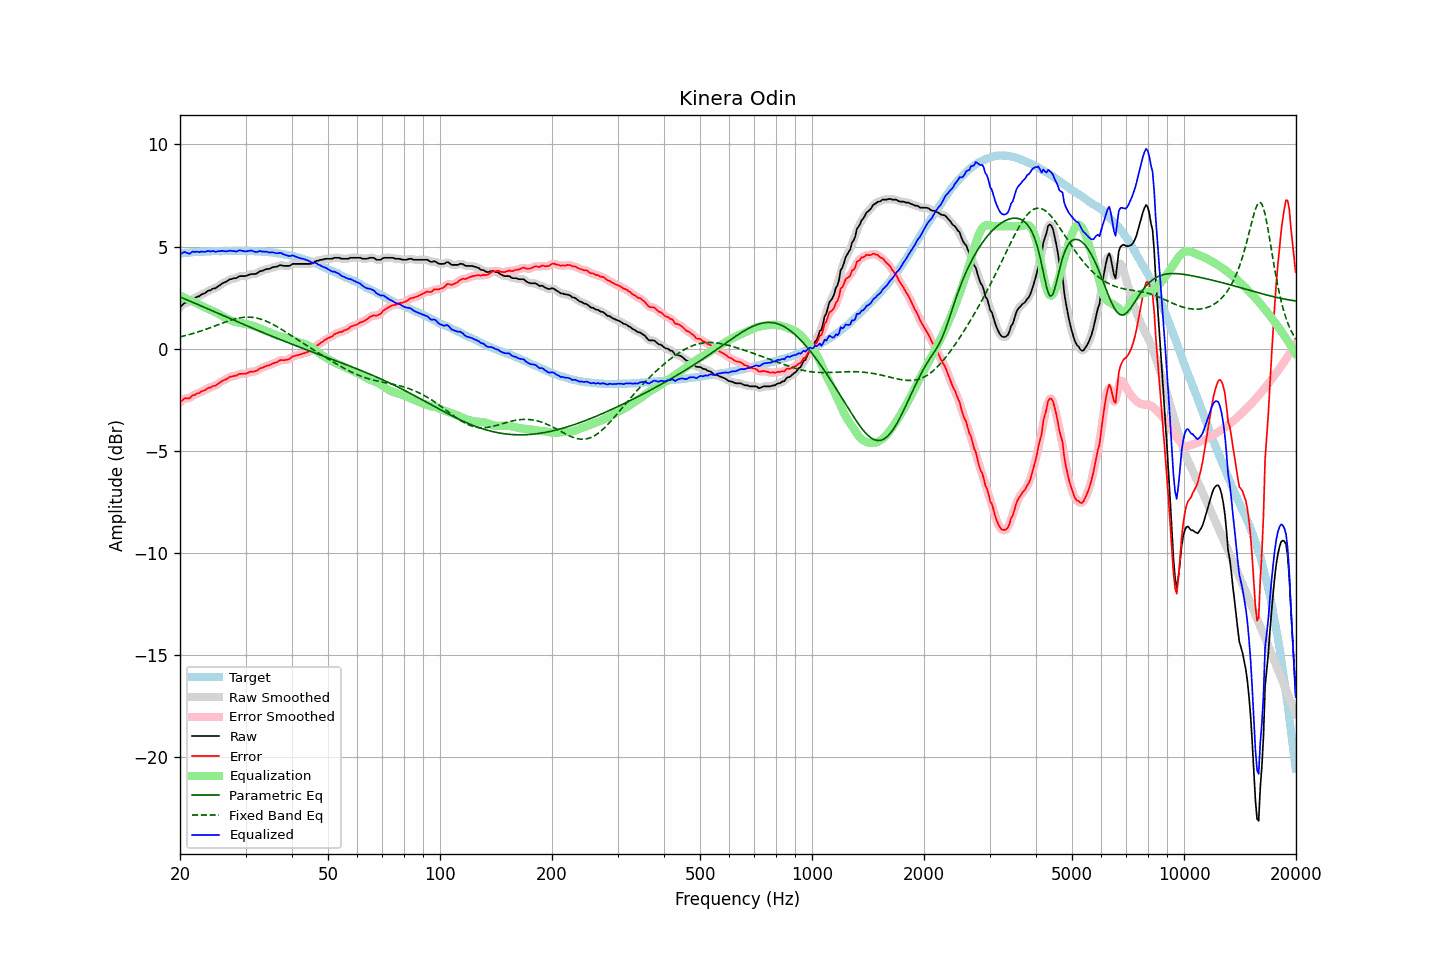 Kinera Odin
10
5
0
−5
−10
−15
−20
Amplitude (dBr)
Target
Raw Smoothed
Error Smoothed
Raw
Error
Equalization
Parametric Eq
Fixed Band Eq
Equalized
20 50 100 200 500 1000 2000 5000 10000 20000
Frequency (Hz)